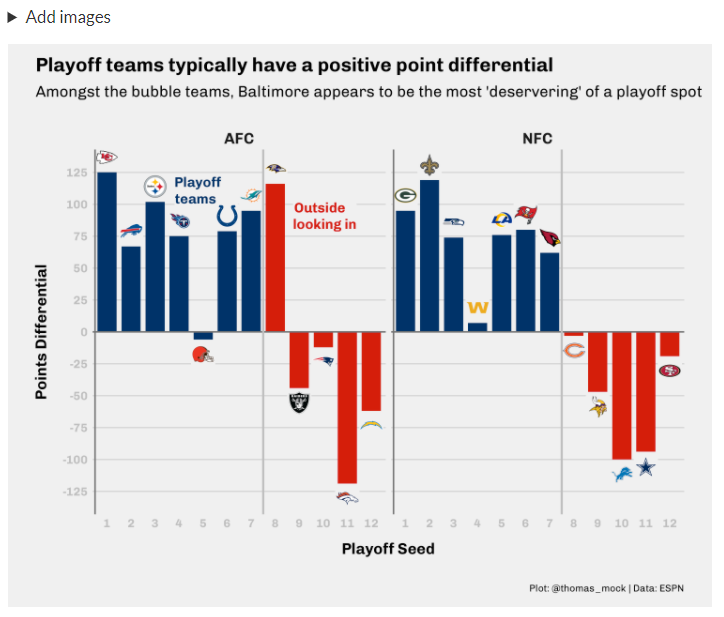 Add images
Playoff teams typically have a positive point differential
Amongst the bubble teams, Baltimore appears to be the most 'deservering' of a playoff spot
AFC
NFC
Playoff
teams
Outside
looking in
W
125
100
75
50
25
0
-25
-50
-75
-100
-125
Points Differential
1 2 3 4 5 6 7 8 9 10 11 12
1 2 3 4 5 6 7 8 9 10 11 12
Playoff Seed
Plot: @thomas_mock | Data: ESPN